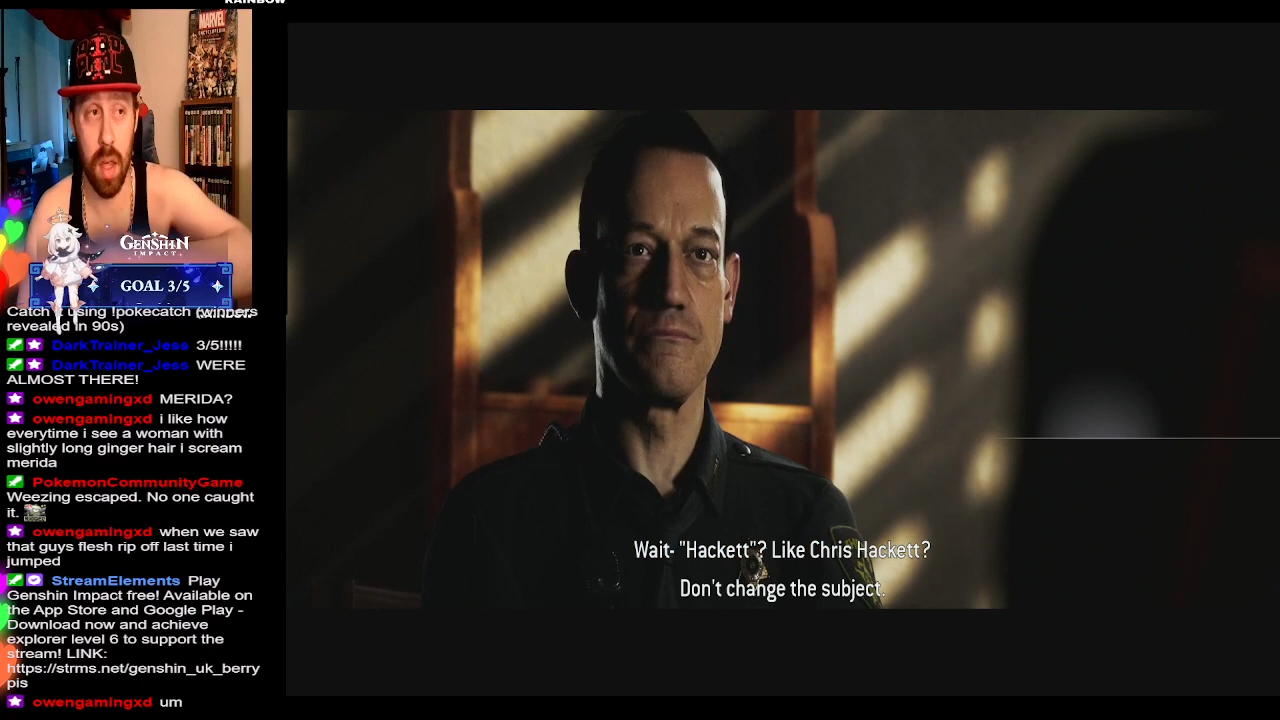 RAINBOW
MARVEL
ENCYCLOPEDIA
GENSHIN
IMPACT
GOAL 3/5
Catch it using !pokecatch (winners
revealed in 90s)
RAINBOW
DarkTrainer_Jess 3/5!!!!!
DarkTrainer_Jess WERE
ALMOST THERE!
owengamingxd MERIDA?
owengamingxd i like how
everytime i see a woman with
slightly long ginger hair i scream
merida
PokemonCommunityGame
Weezing escaped. No one caught
it.
owengamingxd when we saw
that guys flesh rip off last time i
jumped
StreamElements Play
Genshin Impact free! Available on
the App Store and Google Play -
Download now and achieve
explorer level 6 to support the
stream! LINK:
https://strms.net/genshin_uk_berry
pis
owengamingxd um
Wait- "Hackett"? Like Chris Hackett?
Don't change the subject.